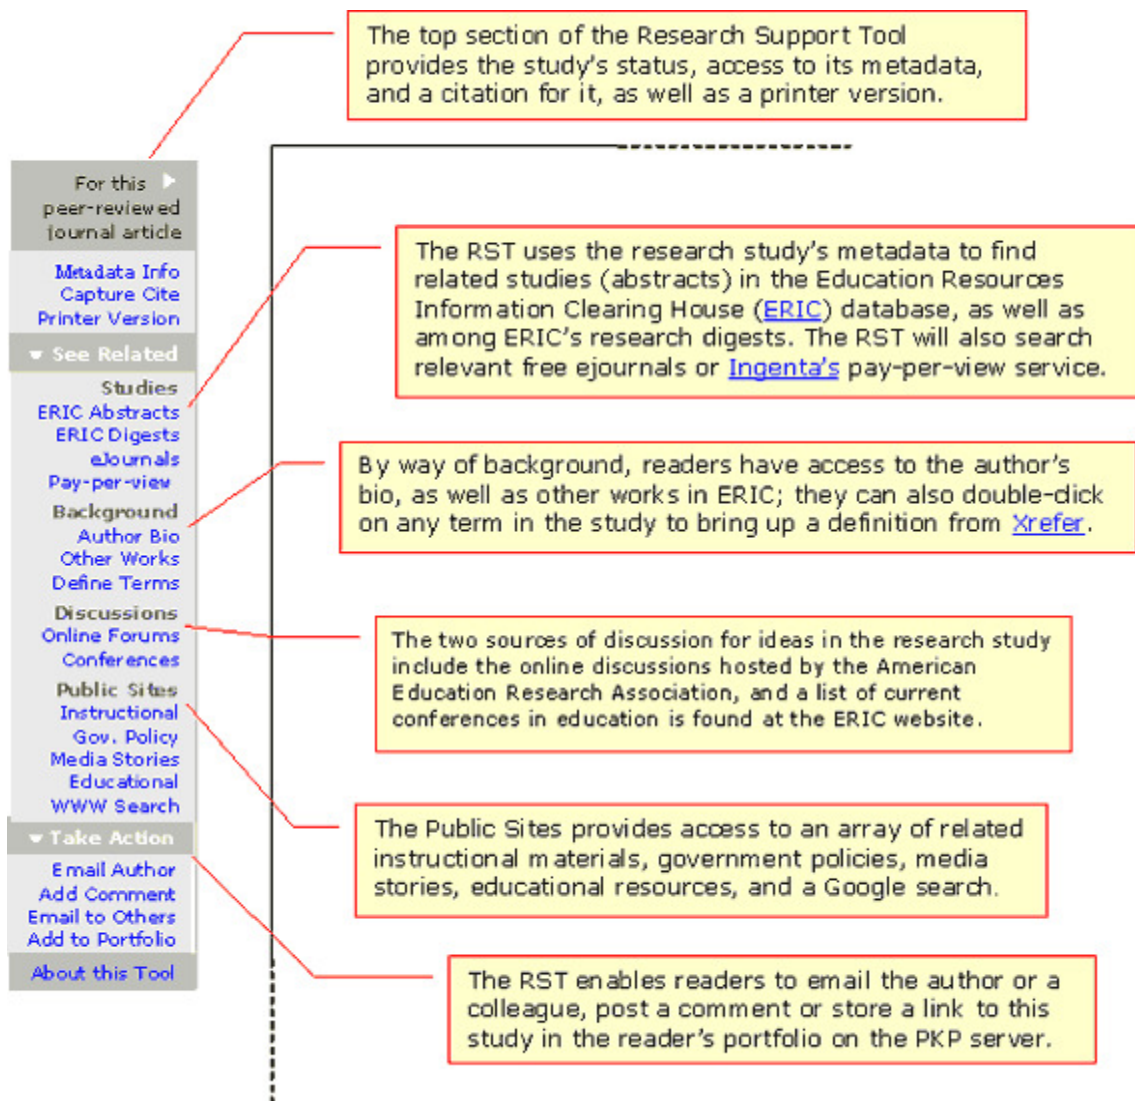 The top section of the Research Support Tool
provides the study's status, access to its metadata,
and a citation for it, as well as a printer version.
For this
peer-reviewed
journal article
Metadata Info
Capture Cite
Printer Version
See Related
Studies
ERIC Abstracts
ERIC Digests
eJournals
Pay-per-view
Background
Author Bio
Other Works
Define Terms
Discussions
Online Forums
Conferences
Public Sites
Instructional
Gov. Policy
Media Stories
Educational
WWW Search
Take Action
Email Author
Add Comment
Email to Others
Add to Portfolio
About this Tool
The RST uses the research study's metadata to find
related studies (abstracts) in the Education Resources
Information Clearing House (ERIC) database, as well as
among ERIC's research digests. The RST will also search
relevant free ejournals or Ingenta's pay-per-view service.
By way of background, readers have access to the author's
bio, as well as other works in ERIC; they can also double-click
on any term in the study to bring up a definition from Xrefer.
The two sources of discussion for ideas in the research study
include the online discussions hosted by the American
Education Research Association, and a list of current
conferences in education is found at the ERIC website.
The Public Sites provides access to an array of related
instructional materials, government policies, media
stories, educational resources, and a Google search.
The RST enables readers to email the author or a
colleague, post a comment or store a link to this
study in the reader's portfolio on the PKP server.